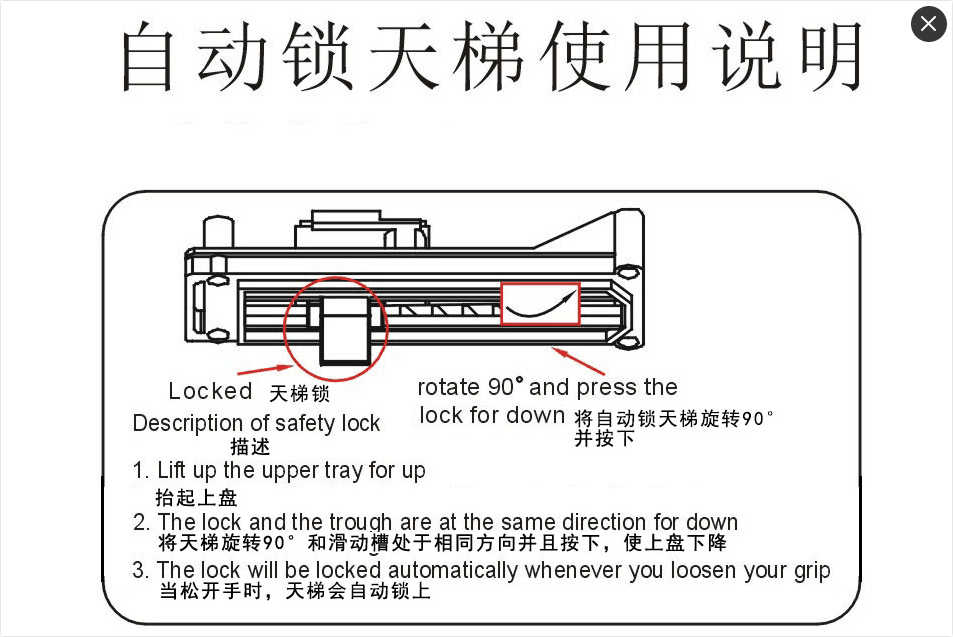 自动锁天梯使用说明
Locked 天梯锁
rotate 90° and press the
lock for down 将自动锁天梯旋转90°
并按下
Description of safety lock
描述
1. Lift up the upper tray for up
抬起上盘
2. The lock and the trough are at the same direction for down
将天梯旋转90° 和滑动槽处于相同方向并且按下，使上盘下降
3. The lock will be locked automatically whenever you loosen your grip
当松开手时，天梯会自动锁上